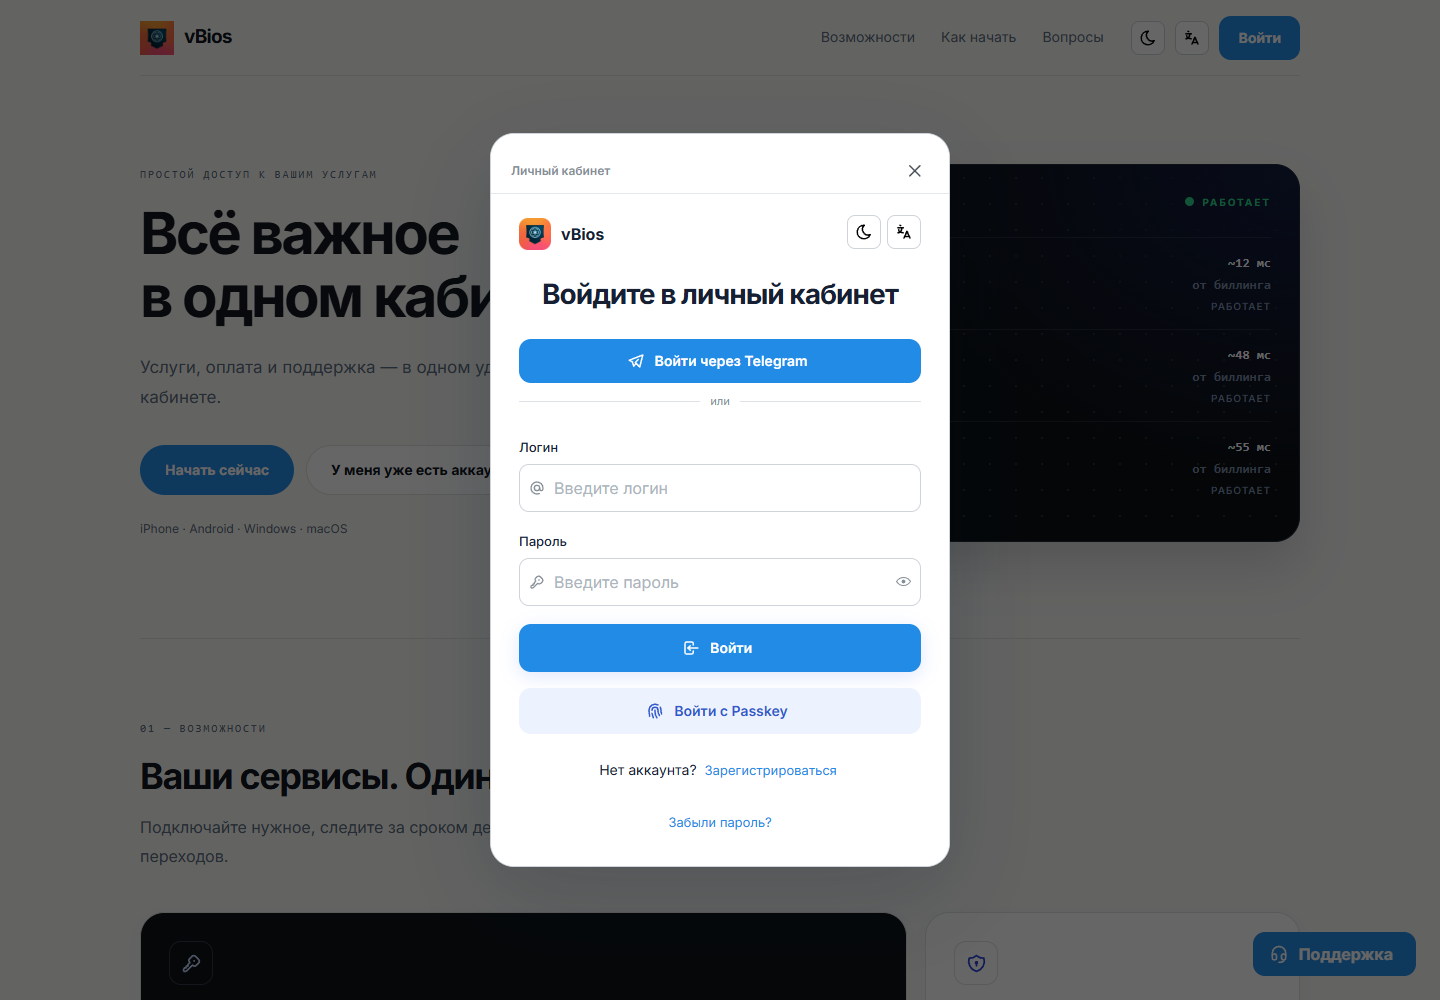 vBios
Возможности
Как начать
Вопросы
Войти
ПРОСТОЙ ДОСТУП К ВАШИМ УСЛУГАМ
Всё важное
в одном
Услуги, оплата и поддержка — в одном
кабинете.
Начать сейчас
У меня уже есть
iPhone · Android · Windows · macOS
РАБОТАЕТ
~12 мс
от биллинга
РАБОТАЕТ
~48 мс
от биллинга
РАБОТАЕТ
~55 мс
от биллинга
РАБОТАЕТ
Личный кабинет
vBios
Войдите в личный кабинет
Войти через Telegram
или
Логин
Введите логин
Пароль
Введите пароль
Войти
Войти с Passkey
Нет аккаунта? Зарегистрироваться
Забыли пароль?
01 — ВОЗМОЖНОСТИ
Ваши сервисы. Один
Подключайте нужное, следите за сроком
переходов.
Поддержка